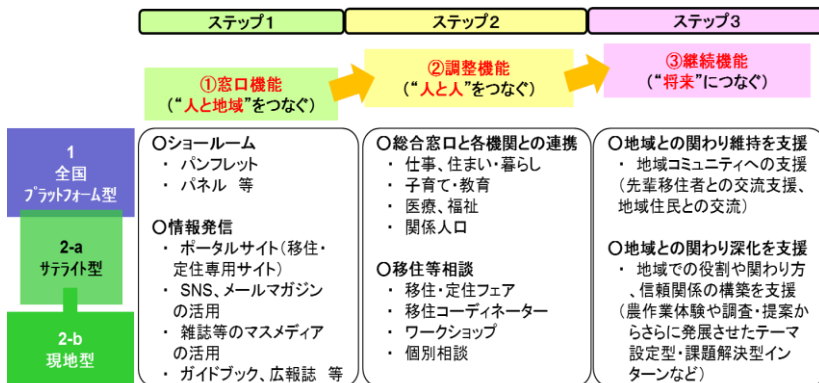 ステップ1
ステップ2
ステップ3
①窓口機能
(“人と地域”をつなぐ)
②調整機能
(“人と人”をつなぐ)
③継続機能
(“将来”につなぐ)
1
全国
プラットフォーム型
2-a
サテライト型
2-b
現地型
〇ショールーム
・ パンフレット
・ パネル 等
〇情報発信
・ ポータルサイト(移住・
定住専用サイト)
・ SNS、メールマガジン
の活用
・ 雑誌等のマスメディア
の活用
・ ガイドブック、広報誌 等
〇総合窓口と各機関との連携
・ 仕事、住まい・暮らし
・ 子育て・教育
・ 医療、福祉
・ 関係人口
〇移住等相談
・ 移住・定住フェア
・ 移住コーディネーター
・ ワークショップ
・ 個別相談
〇地域との関わり維持を支援
・ 地域コミュニティへの支援
(先輩移住者との交流支援、
地域住民との交流)
〇地域との関わり深化を支援
・ 地域での役割や関わり方
、信頼関係の構築を支援
(農作業体験や調査・提案か
らさらに発展させたテーマ
設定型・課題解決型イン
ターンなど)